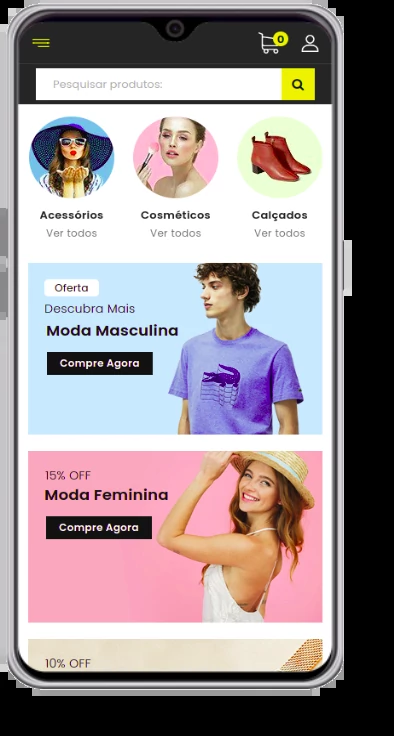 0
Pesquisar produtos:
Acessórios
Cosméticos
Calçados
Ver todos
Ver todos
Ver todos
Oferta
Descubra Mais
Moda Masculina
Compre Agora
15% OFF
Moda Feminina
Compre Agora
10% OFF